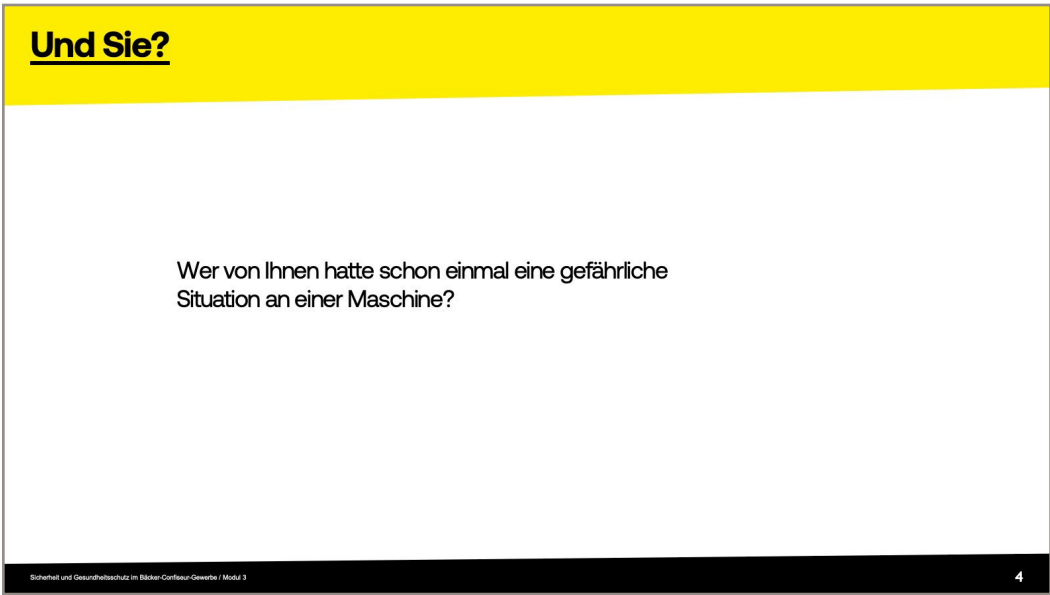 Und Sie?
Wer von Ihnen hatte schon einmal eine gefährliche
Situation an einer Maschine?
Sicherheit und Gesundheitsschutz im Bäcker-Confiseur-Gewerbe / Modul 3
4